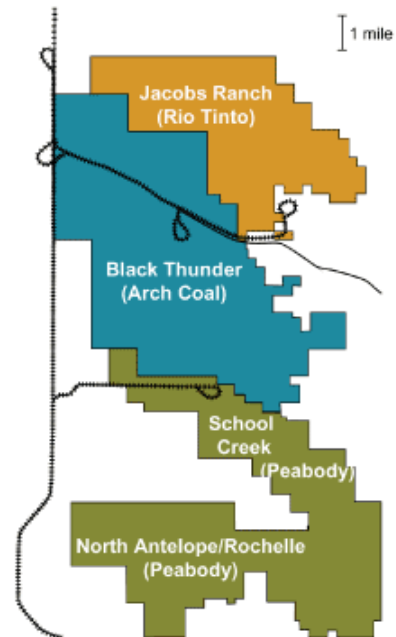 1 mile
Jacobs Ranch
(Rio Tinto)
Black Thunder
(Arch Coal)
School
Creek
(Peabody)
North Antelope/Rochelle
(Peabody)